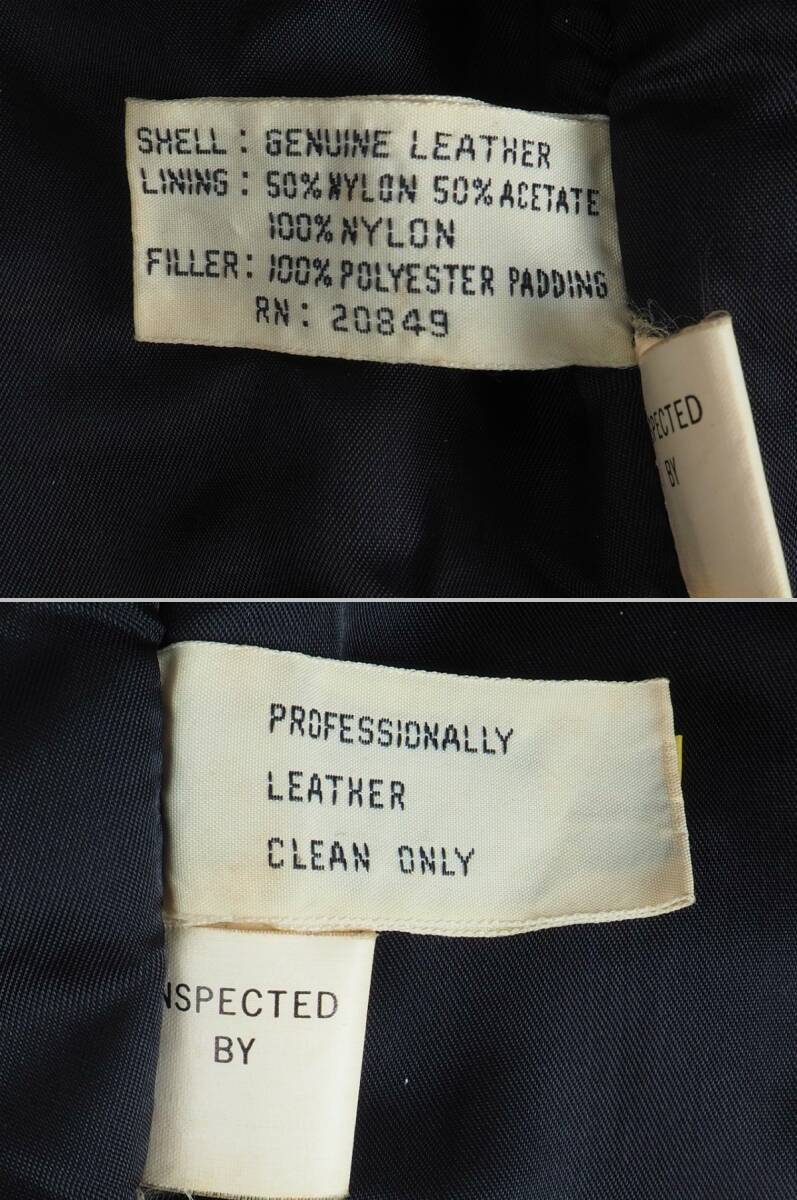 SHELL: GENUINE LEATHER
LINING: 50% NYLON 50% ACETATE
100% NYLON
FILLER: 100% POLYESTER PADDING
RN: 20849
PECTED
BY
PROFESSIONALLY
LEATHER
CLEAN ONLY
NSPECTED
BY